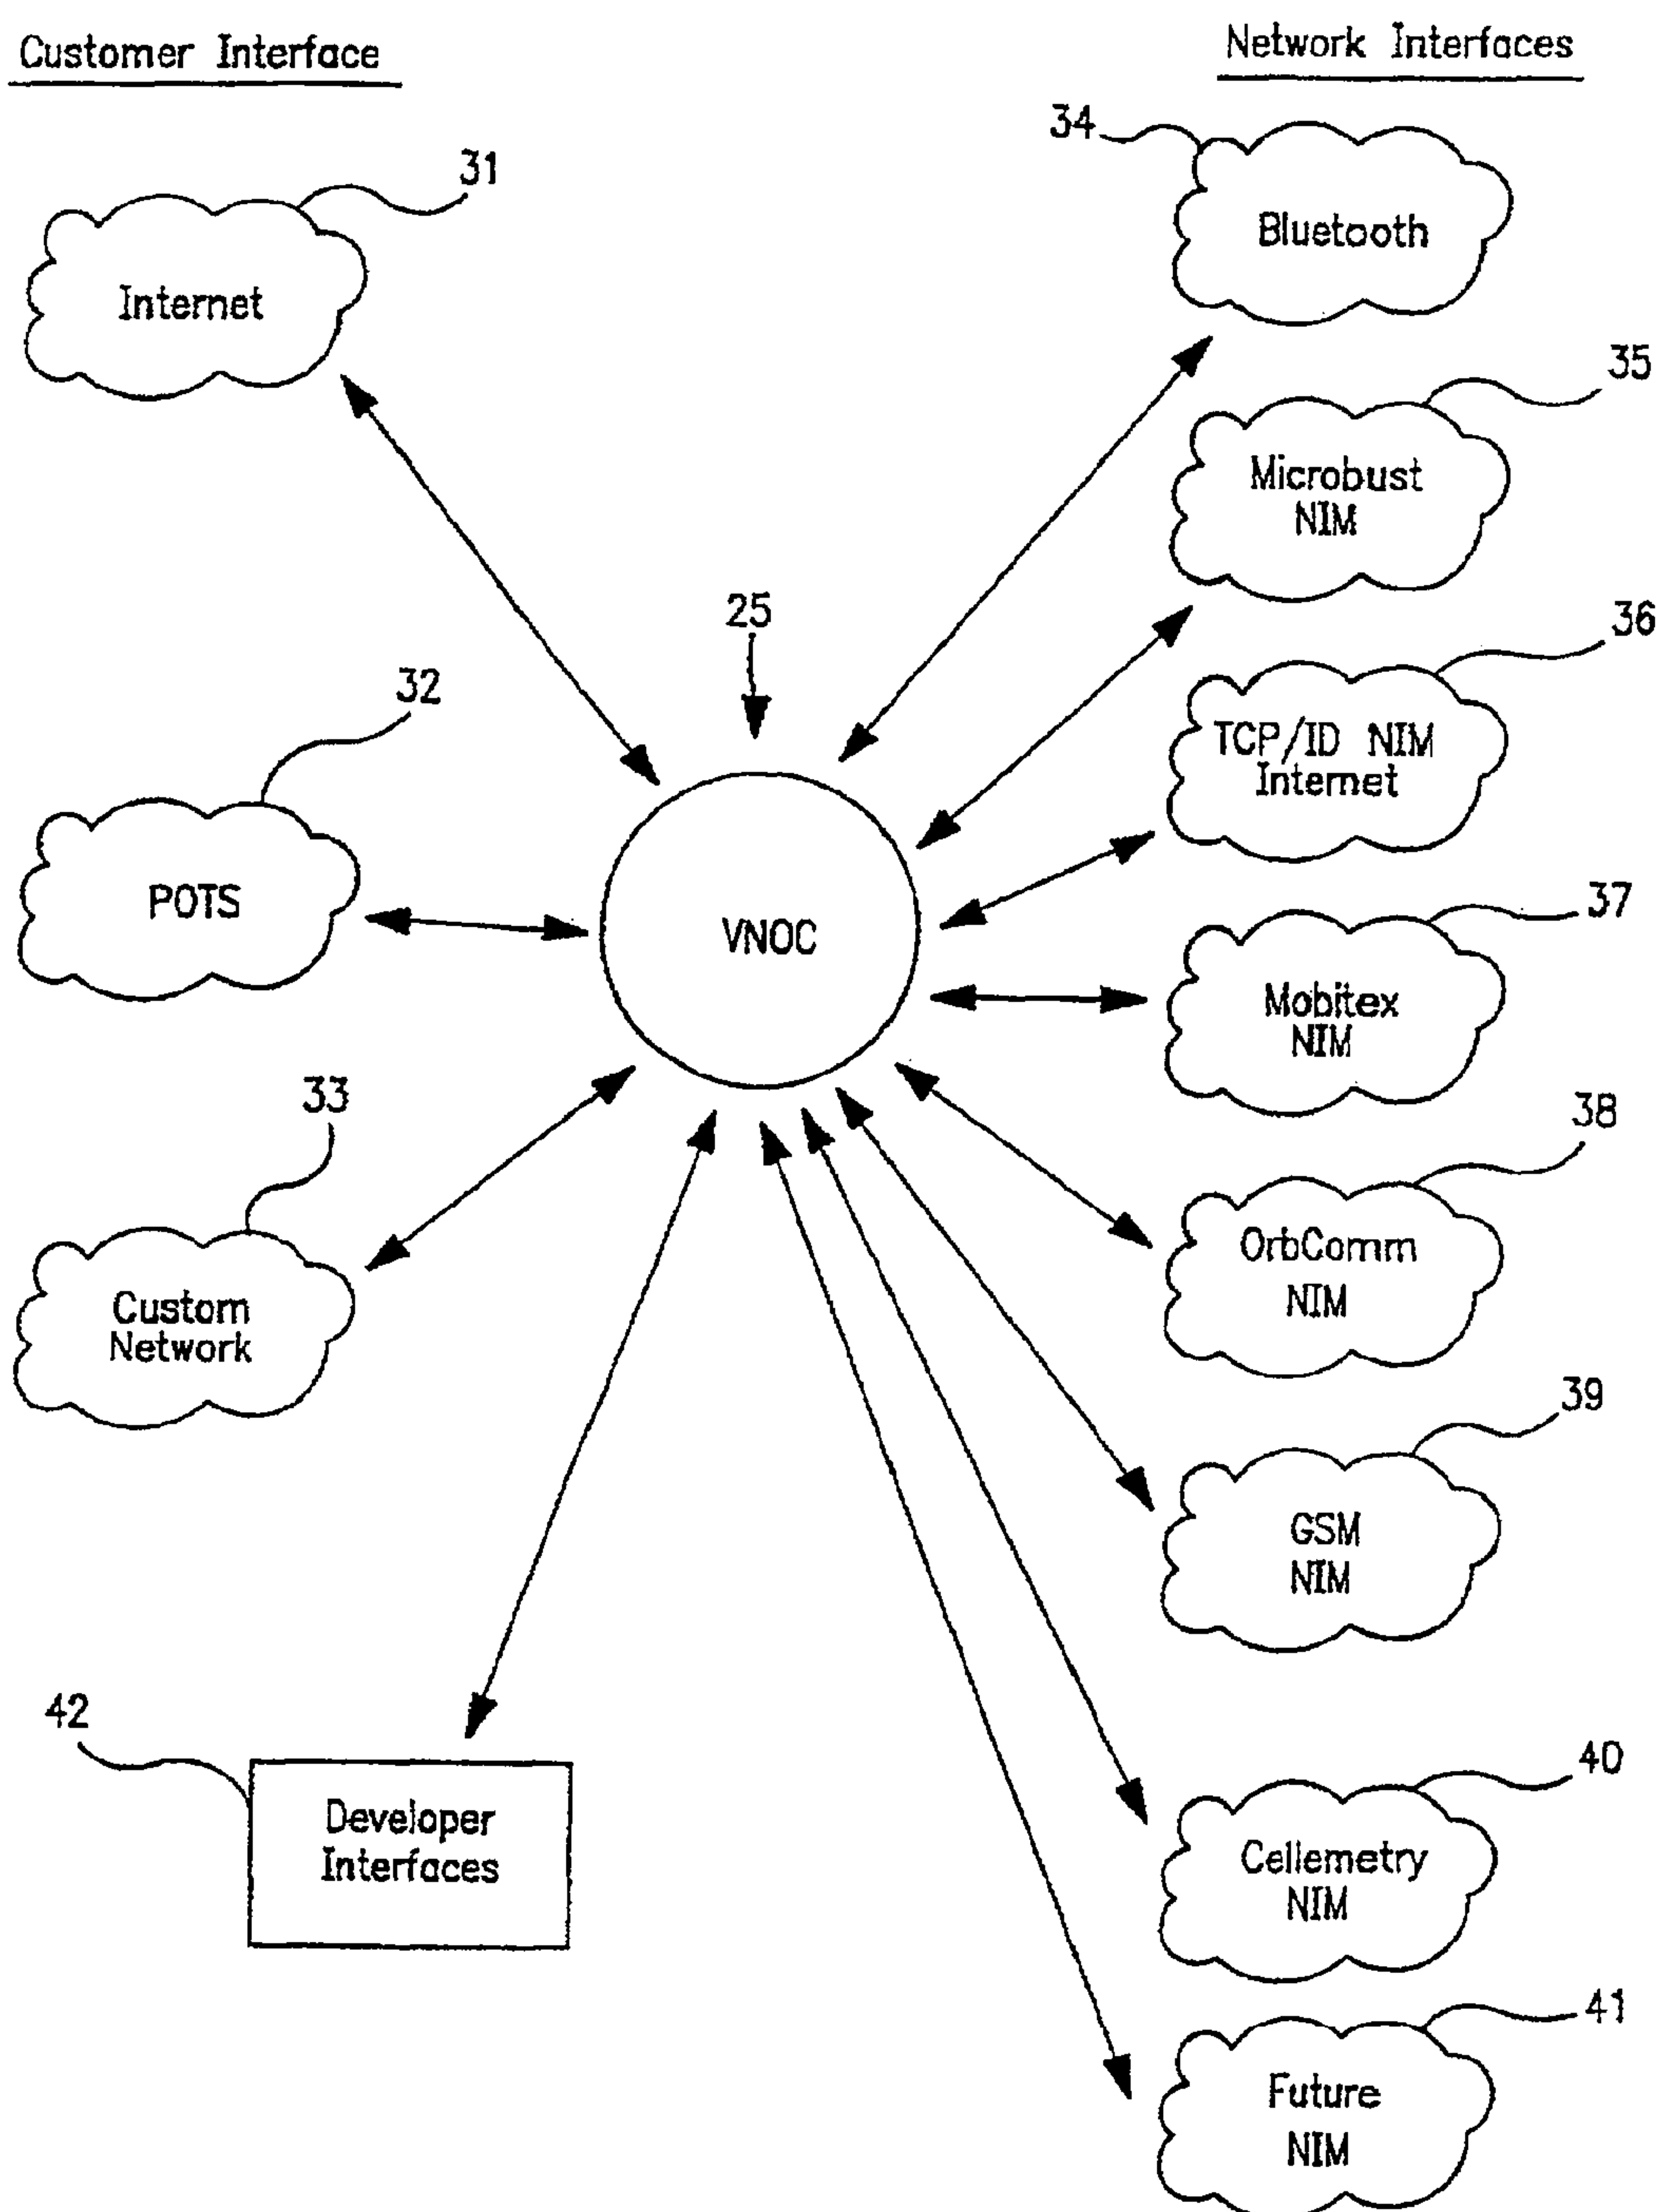 Customer Interface
Network Interfaces
34
Bluetooth
31
Internet
35
Microbust
NIM
25
36
TCP/ID NIM
Internet
32
POTS
VNOC
37
Mobitex
NIM
33
Custom
Network
38
OrbComm
NIM
39
GSM
NIM
42
Developer
Interfaces
40
Cellemetry
NIM
41
Future
NIM